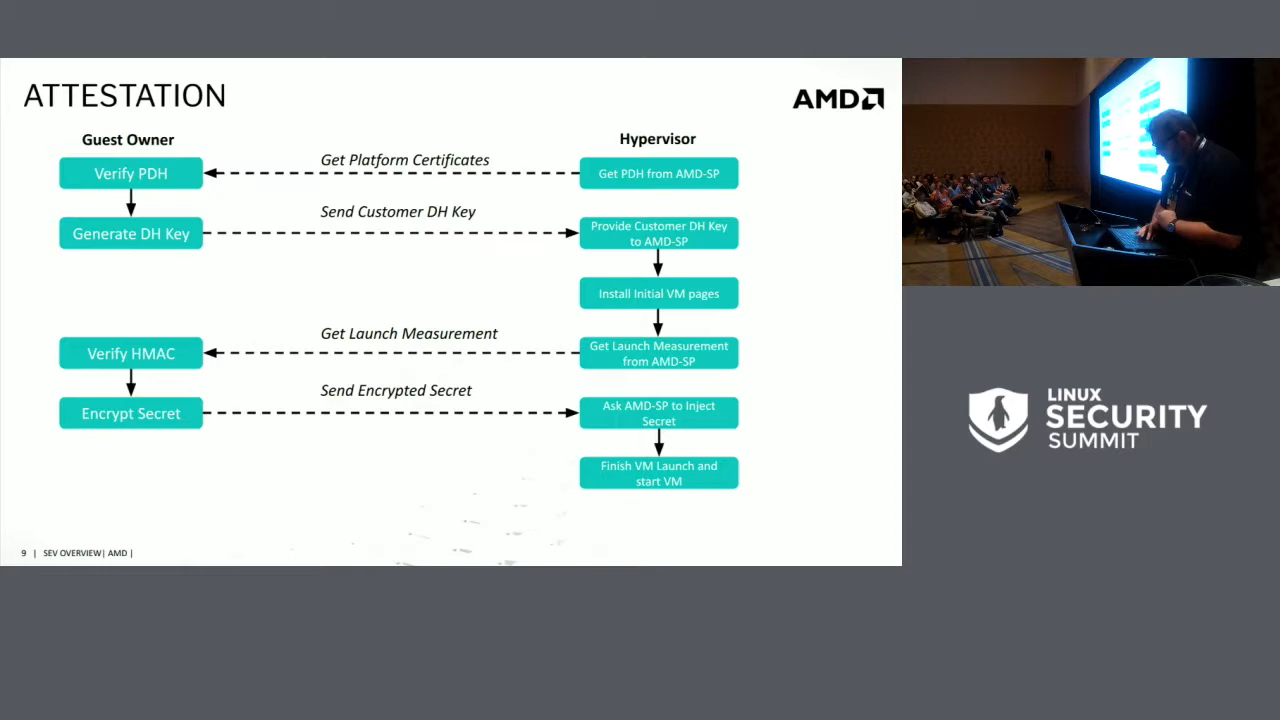 ATTESTATION
AMD
Guest Owner
Hypervisor
Verify PDH
Get Platform Certificates
Get PDH from AMD-SP
Generate DH Key
Send Customer DH Key
Provide Customer DH Key
to AMD-SP
Install Initial VM pages
Verify HMAC
Get Launch Measurement
Get Launch Measurement
from AMD-SP
Encrypt Secret
Send Encrypted Secret
Ask AMD-SP to Inject
Secret
Finish VM Launch and
start VM
9 | SEV OVERVIEW| AMD |
LINUX
SECURITY
SUMMIT